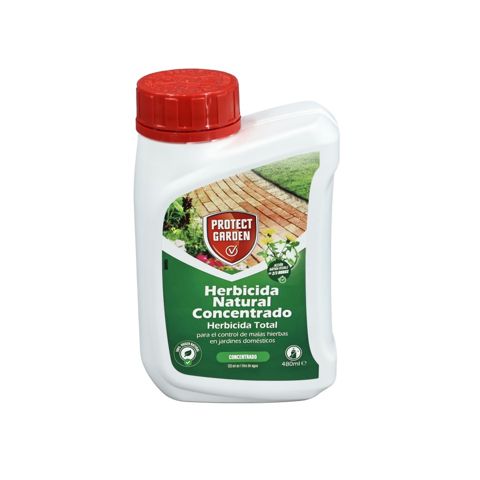 PROTECT
GARDEN
Herbicida
Natural
Concentrado
Herbicida Total
para el control de malas hierbas
en jardines domésticos
CONCENTRADO
480ml e